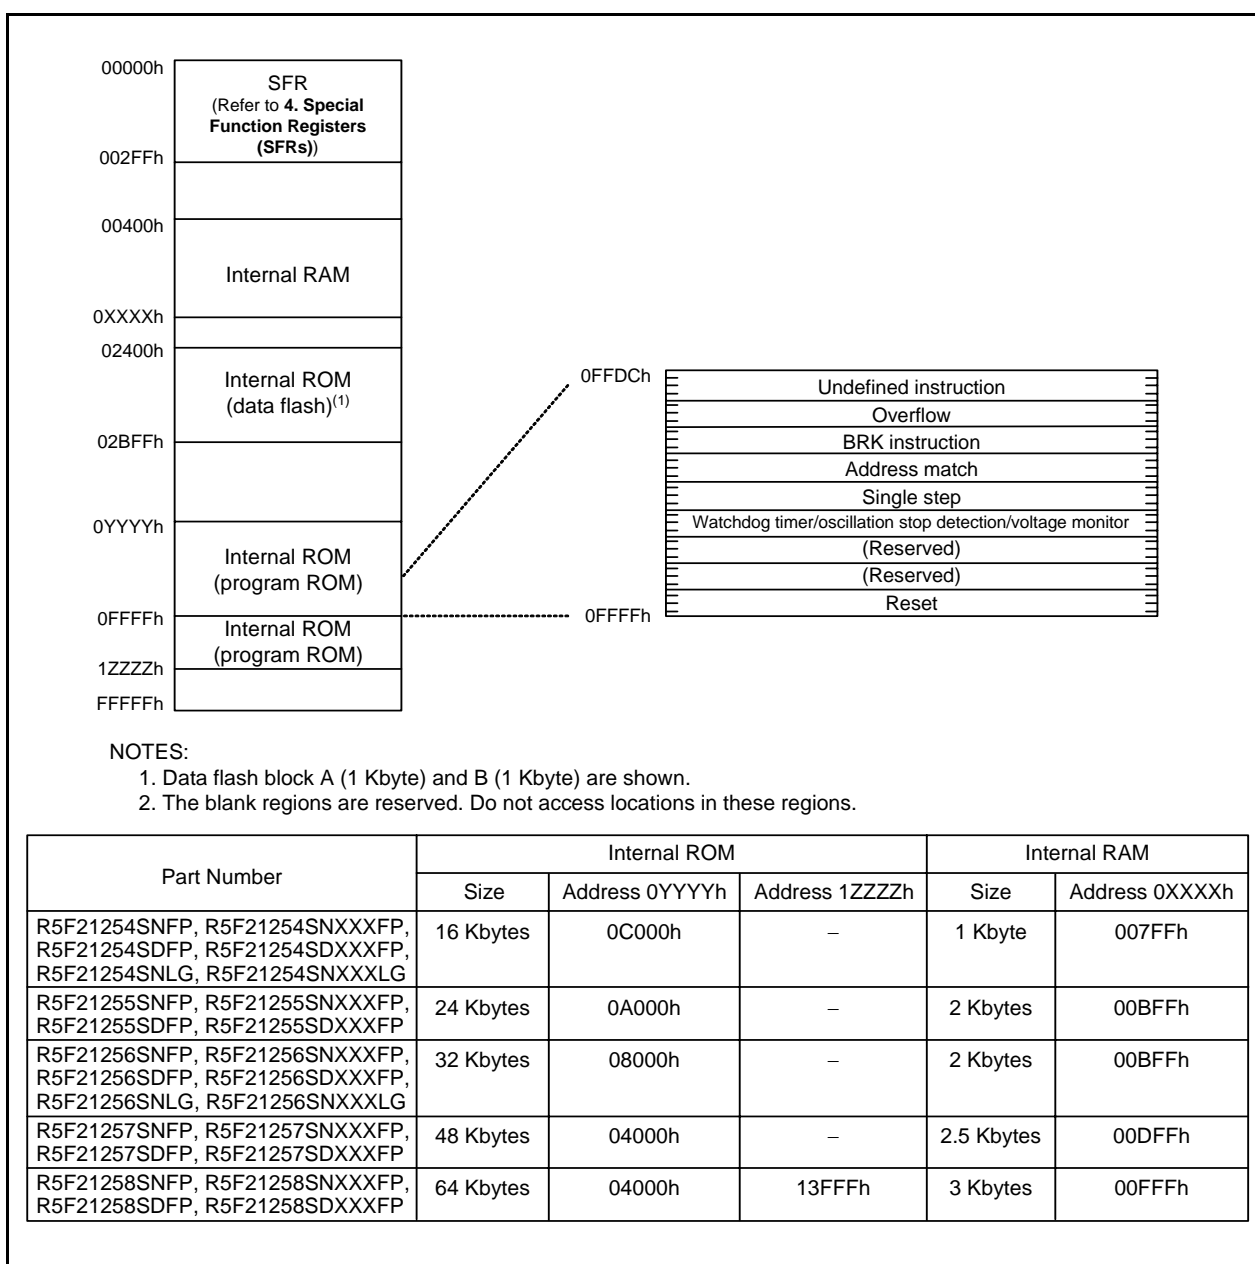 00000h
SFR
(Refer to 4. Special
Function Registers
(SFRs))
002FFh
00400h
Internal RAM
0XXXXh
02400h
Internal ROM
(data flash)(1)
02BFFh
0YYYYh
Internal ROM
(program ROM)
0FFFFh
Internal ROM
(program ROM)
1ZZZZh
FFFFFh
0FFDCh
Undefined instruction
Overflow
BRK instruction
Address match
Single step
Watchdog timer/oscillation stop detection/voltage monitor
(Reserved)
(Reserved)
0FFFFh
Reset
NOTES:
1. Data flash block A (1 Kbyte) and B (1 Kbyte) are shown.
2. The blank regions are reserved. Do not access locations in these regions.
Part Number
Internal ROM
Internal RAM
Size
Address 0YYYYh
Address 1ZZZZh
Size
Address 0XXXXh
R5F21254SNFP, R5F21254SNXXXFP,
R5F21254SDFP, R5F21254SDXXXFP,
R5F21254SNLG, R5F21254SNXXXLG
16 Kbytes
0C000h
–
1 Kbyte
007FFh
R5F21255SNFP, R5F21255SNXXXFP,
R5F21255SDFP, R5F21255SDXXXFP
24 Kbytes
0A000h
–
2 Kbytes
00BFFh
R5F21256SNFP, R5F21256SNXXXFP,
R5F21256SDFP, R5F21256SDXXXFP,
R5F21256SNLG, R5F21256SNXXXLG
32 Kbytes
08000h
–
2 Kbytes
00BFFh
R5F21257SNFP, R5F21257SNXXXFP,
R5F21257SDFP, R5F21257SDXXXFP
48 Kbytes
04000h
–
2.5 Kbytes
00DFFh
R5F21258SNFP, R5F21258SNXXXFP,
R5F21258SDFP, R5F21258SDXXXFP
64 Kbytes
04000h
13FFFh
3 Kbytes
00FFFh